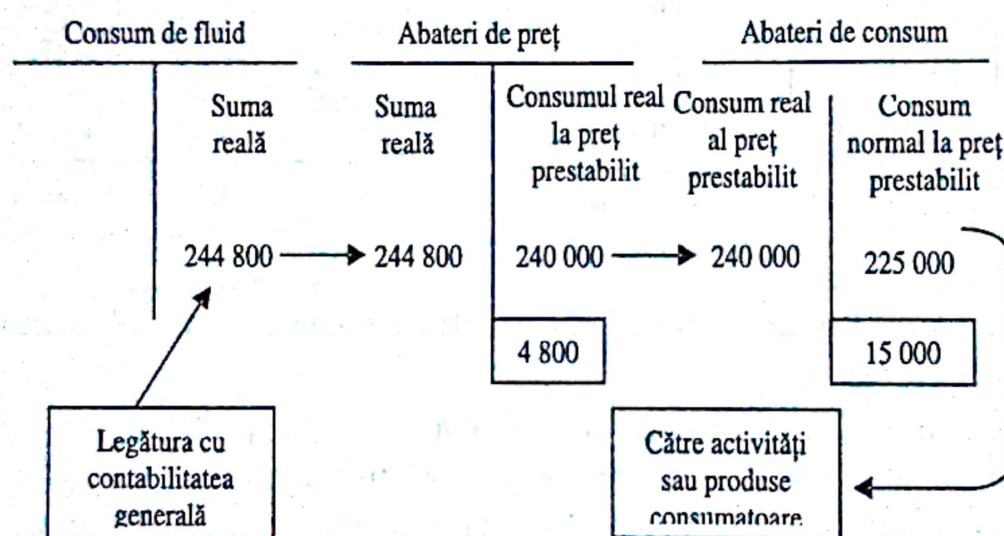 Consum de fluid
Abateri de preț
Abateri de consum
Suma
reală
Suma
reală
Consumul real
la preț
prestabilit
Consum real
al preț
prestabilit
Consum
normal la preț
prestabilit
244 800
244 800
240 000
240 000
225 000
4 800
15 000
Legătura cu
contabilitatea
generală
Către activități
sau produse
consumatoare